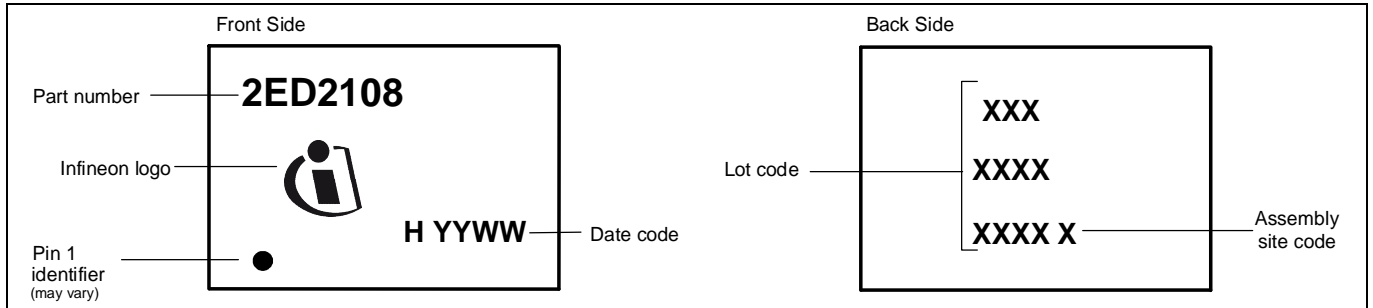 Front Side
Part number
2ED2108
Infineon logo
H YYWW
Date code
Pin 1
identifier
(may vary)
Back Side
XXX
Lot code
XXXX
XXXX X
Assembly
site code